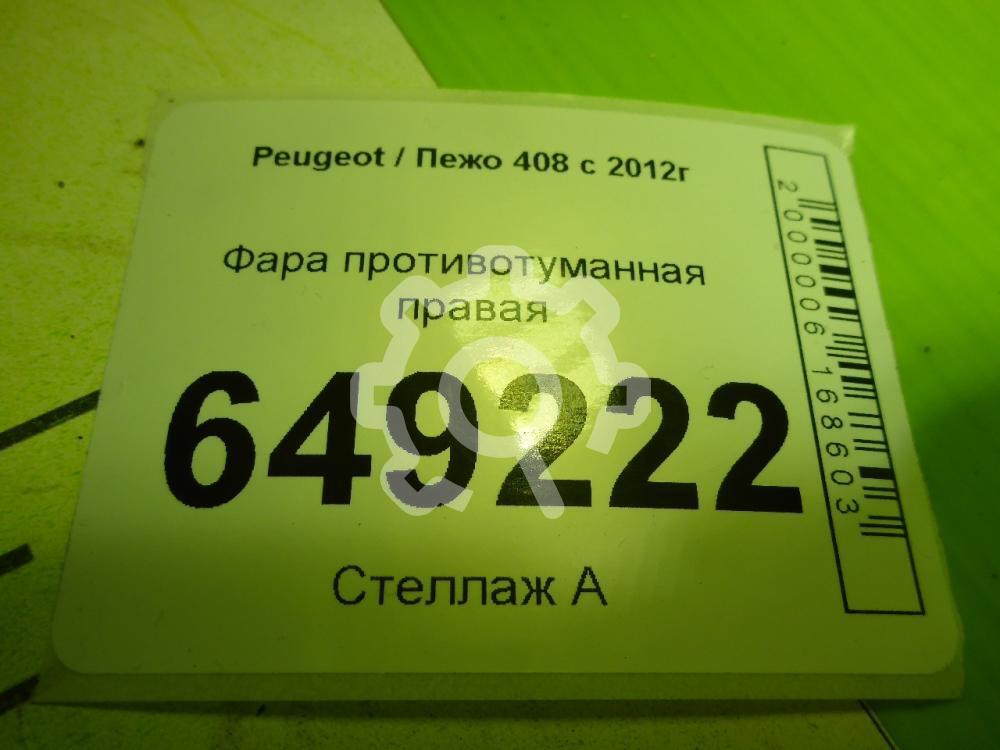 Peugeot / Пежо 408 с 2012г
Фара противотуманная
правая
649222
Стеллаж А
2000006168603